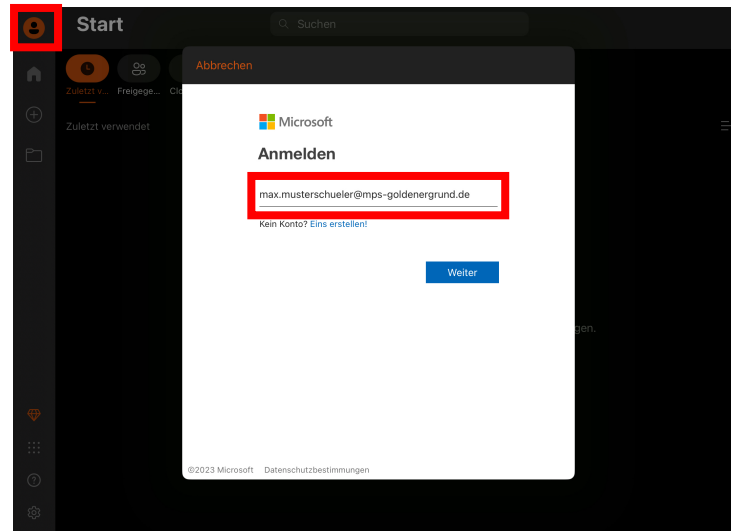 Start
Suchen
Abbrechen
Zuletzt v...
Freigege...
Clo
Zuletzt verwendet
Microsoft
Anmelden
max.musterschueler@mps-goldenergrund.de
Kein Konto? Eins erstellen!
Weiter
gen.
©2023 Microsoft Datenschutzbestimmungen